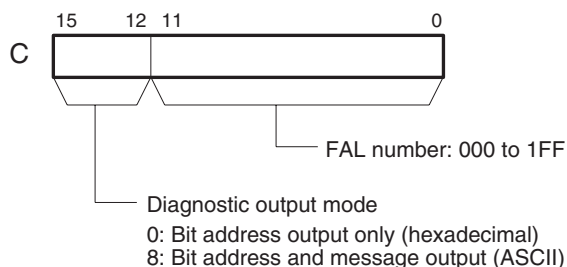 15 12 11 0
C
FAL number: 000 to 1FF
Diagnostic output mode
0: Bit address output only (hexadecimal)
8: Bit address and message output (ASCII)